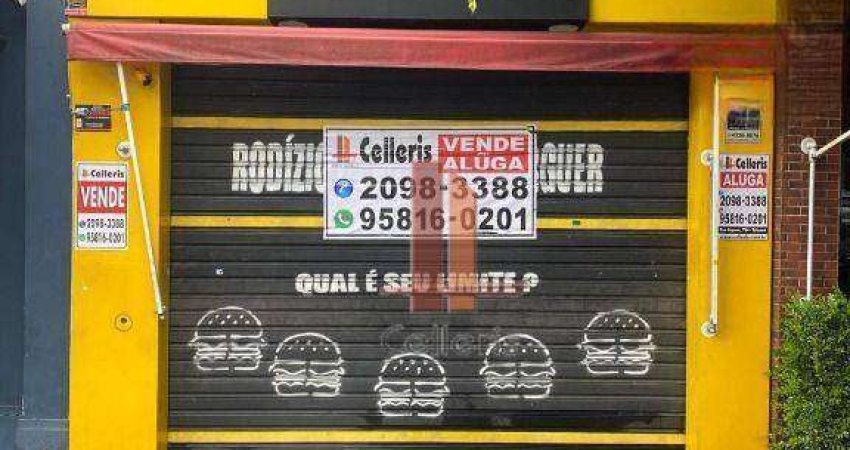 RODÍZIO
GUER
Celleris
VENDE
ALUGA
2098-3388
95816-0201
QUAL É SEU LIMITE ?
Celleris
Celleris
VENDE
2098-3388
95816-0201
Celleris
ALUGA
2098-3388
95816-0201